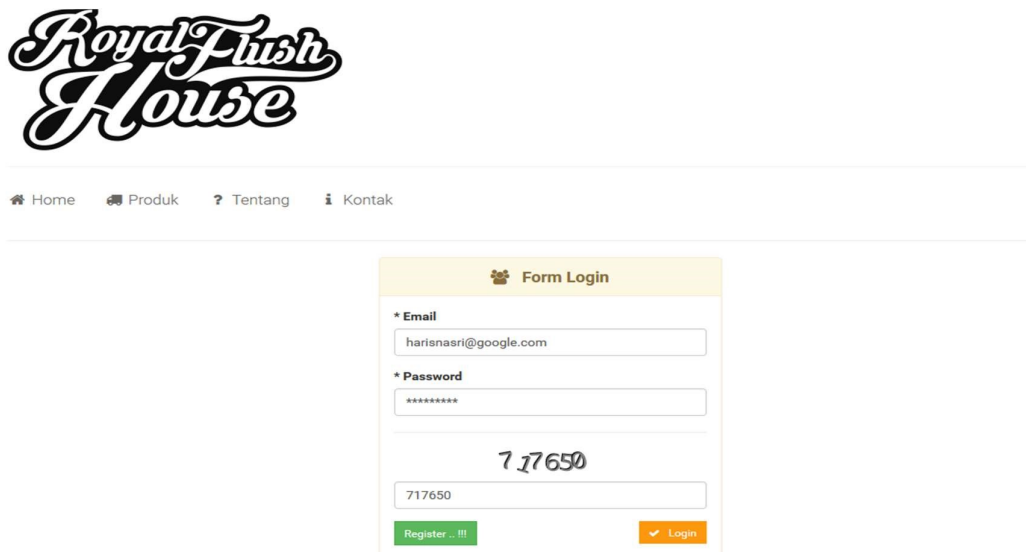 Royal Flush
House
Home Produk ? Tentang i Kontak
Form Login
* Email
harisnasri@google.com
* Password
*********
717650
717650
Register .. !!! Login